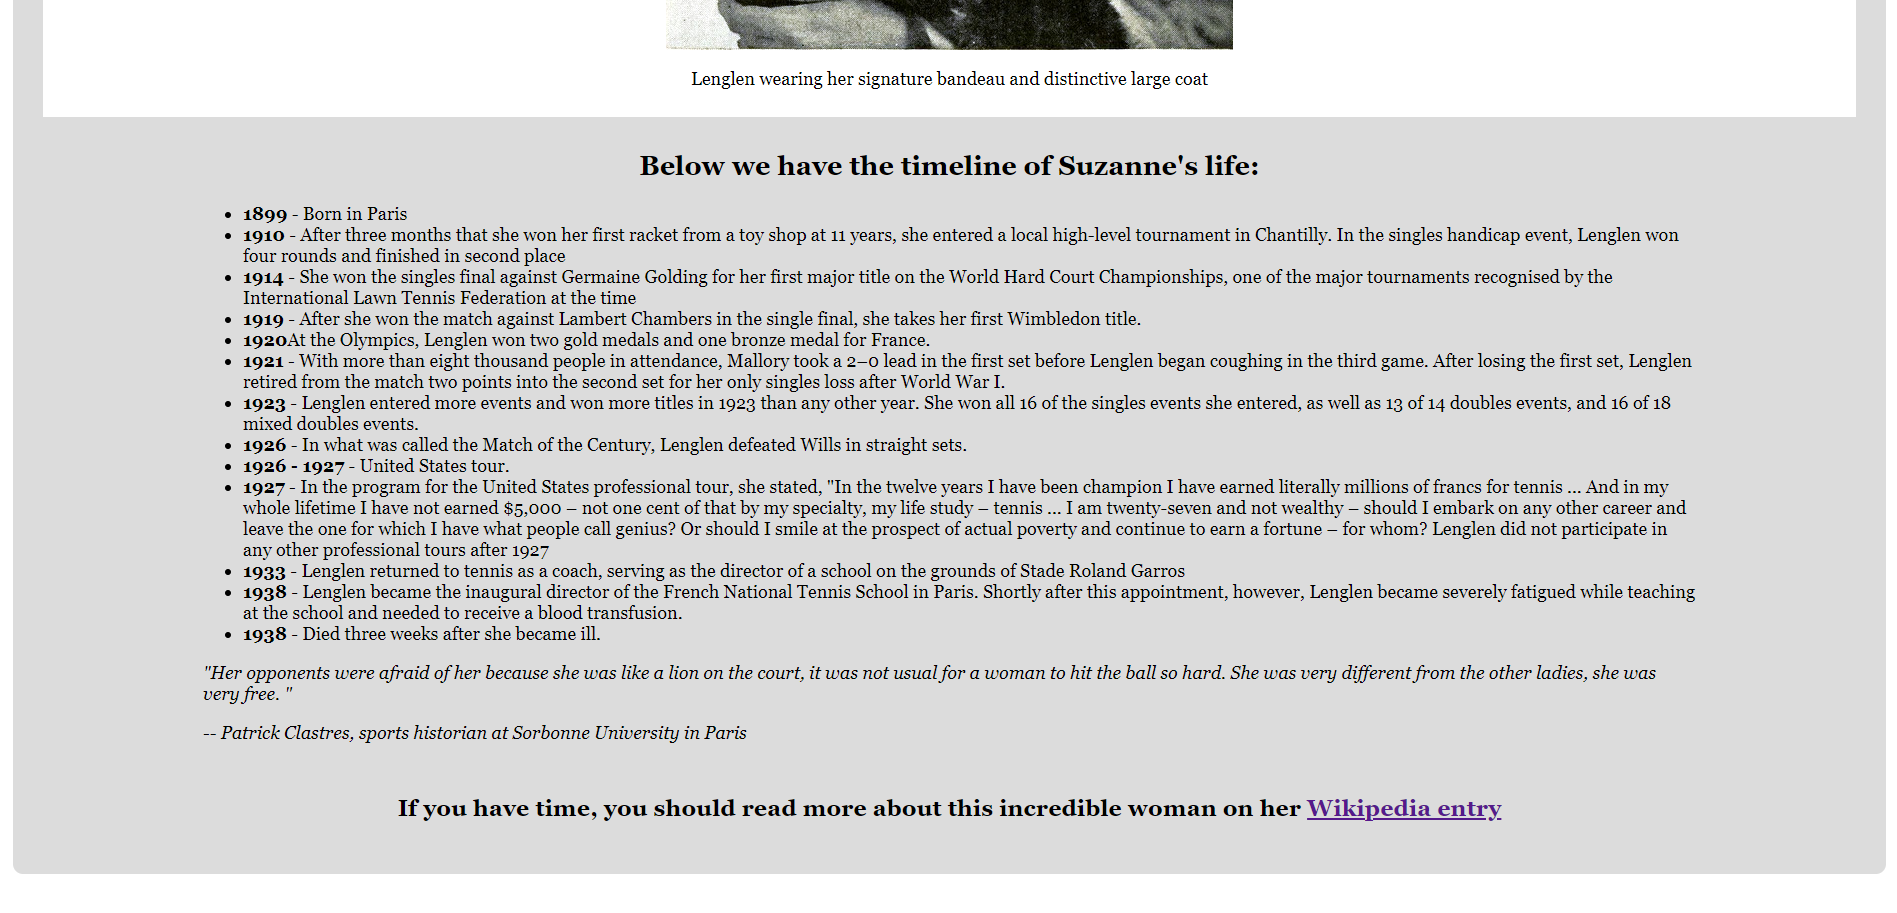 Lenglen wearing her signature bandeau and distinctive large coat
Below we have the timeline of Suzanne's life:
• 1899 - Born in Paris
• 1910 - After three months that she won her first racket from a toy shop at 11 years, she entered a local high-level tournament in Chantilly. In the singles handicap event, Lenglen won
four rounds and finished in second place
• 1914 - She won the singles final against Germaine Golding for her first major title on the World Hard Court Championships, one of the major tournaments recognised by the
International Lawn Tennis Federation at the time
• 1919 - After she won the match against Lambert Chambers in the single final, she takes her first Wimbledon title.
• 1920At the Olympics, Lenglen won two gold medals and one bronze medal for France.
• 1921 - With more than eight thousand people in attendance, Mallory took a 2–0 lead in the first set before Lenglen began coughing in the third game. After losing the first set, Lenglen
retired from the match two points into the second set for her only singles loss after World War I.
• 1923 - Lenglen entered more events and won more titles in 1923 than any other year. She won all 16 of the singles events she entered, as well as 13 of 14 doubles events, and 16 of 18
mixed doubles events.
• 1926 - In what was called the Match of the Century, Lenglen defeated Wills in straight sets.
• 1926 - 1927 - United States tour.
• 1927 - In the program for the United States professional tour, she stated, "In the twelve years I have been champion I have earned literally millions of francs for tennis ... And in my
whole lifetime I have not earned $5,000 – not one cent of that by my specialty, my life study – tennis ... I am twenty-seven and not wealthy – should I embark on any other career and
leave the one for which I have what people call genius? Or should I smile at the prospect of actual poverty and continue to earn a fortune – for whom? Lenglen did not participate in
any other professional tours after 1927
• 1933 - Lenglen returned to tennis as a coach, serving as the director of a school on the grounds of Stade Roland Garros
• 1938 - Lenglen became the inaugural director of the French National Tennis School in Paris. Shortly after this appointment, however, Lenglen became severely fatigued while teaching
at the school and needed to receive a blood transfusion.
• 1938 - Died three weeks after she became ill.
"Her opponents were afraid of her because she was like a lion on the court, it was not usual for a woman to hit the ball so hard. She was very different from the other ladies, she was
very free. "
-- Patrick Clastres, sports historian at Sorbonne University in Paris
If you have time, you should read more about this incredible woman on her Wikipedia entry